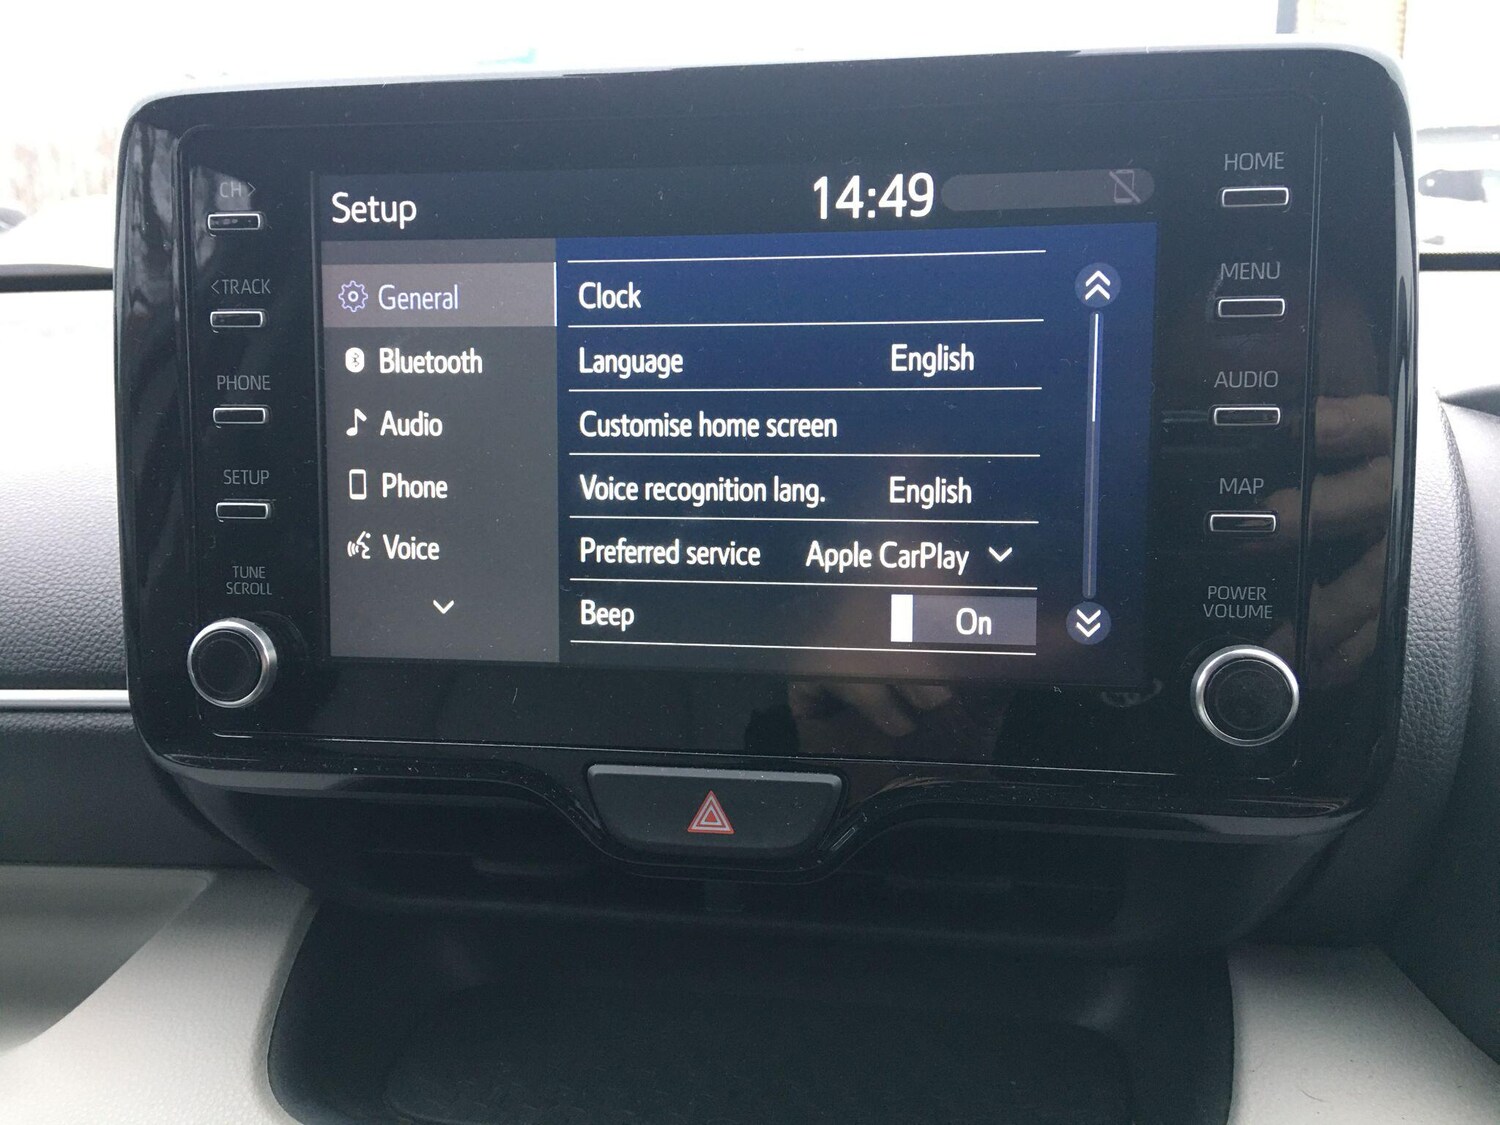 CH>
<TRACK
PHONE
SETUP
TUNE
SCROLL
Setup
14:49
General
Bluetooth
Audio
Phone
Voice
Clock
Language English
Customise home screen
Voice recognition lang. English
Preferred service Apple CarPlay
Beep On
HOME
MENU
AUDIO
MAP
POWER
VOLUME